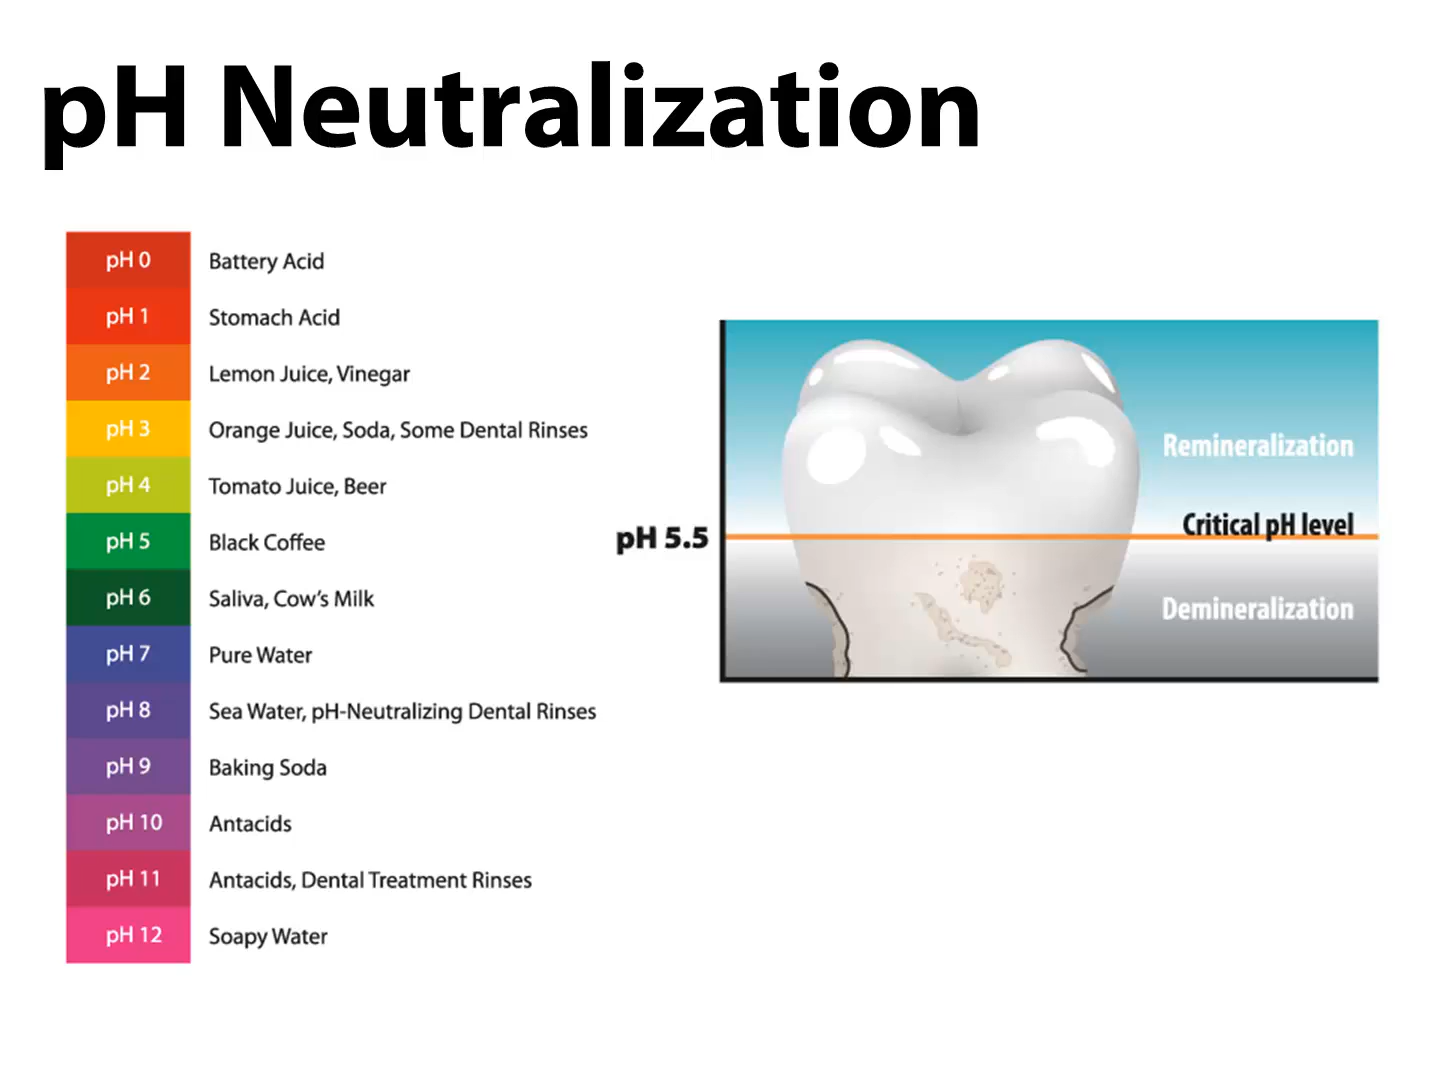 pH Neutralization
pH 0 Battery Acid
pH 1 Stomach Acid
pH 2 Lemon Juice, Vinegar
pH 3 Orange Juice, Soda, Some Dental Rinses
pH 4 Tomato Juice, Beer
pH 5 Black Coffee
pH 6 Saliva, Cow's Milk
pH 7 Pure Water
pH 8 Sea Water, pH-Neutralizing Dental Rinses
pH 9 Baking Soda
pH 10 Antacids
pH 11 Antacids, Dental Treatment Rinses
pH 12 Soapy Water
Remineralization
Critical pH level
pH 5.5
Demineralization